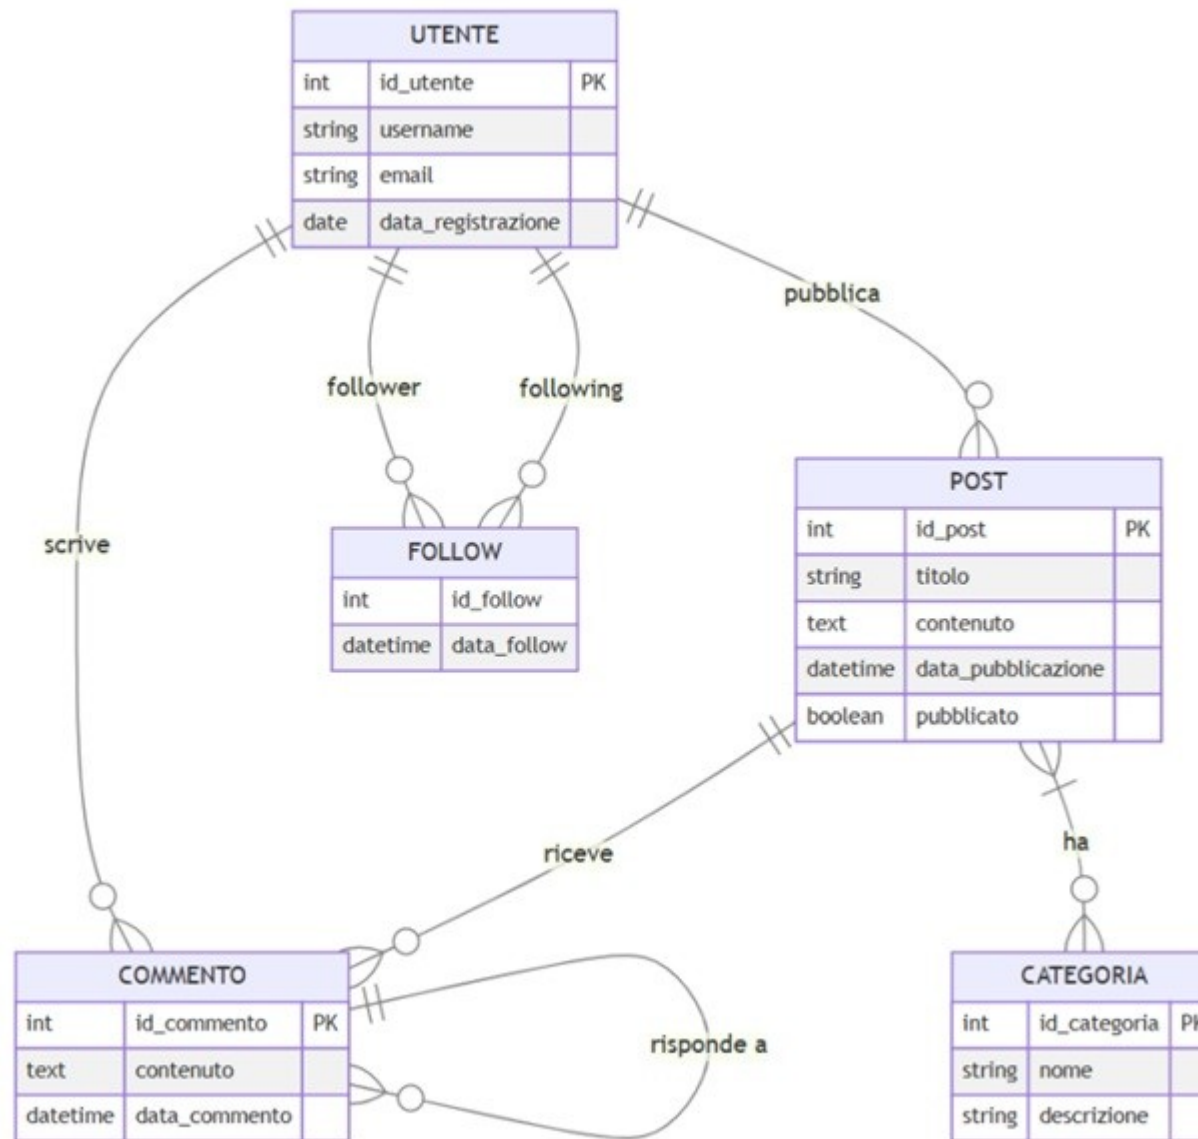 UTENTE
int id_utente PK
string username
string email
date data_registrazione
pubblica
follower following
scrive
FOLLOW
int id_follow
datetime data_follow
POST
int id_post PK
string titolo
text contenuto
datetime data_pubblicazione
boolean pubblicato
riceve
ha
COMMENTO
int id_commento PK
text contenuto
datetime data_commento
risponde a
CATEGORIA
int id_categoria PK
string nome
string descrizione